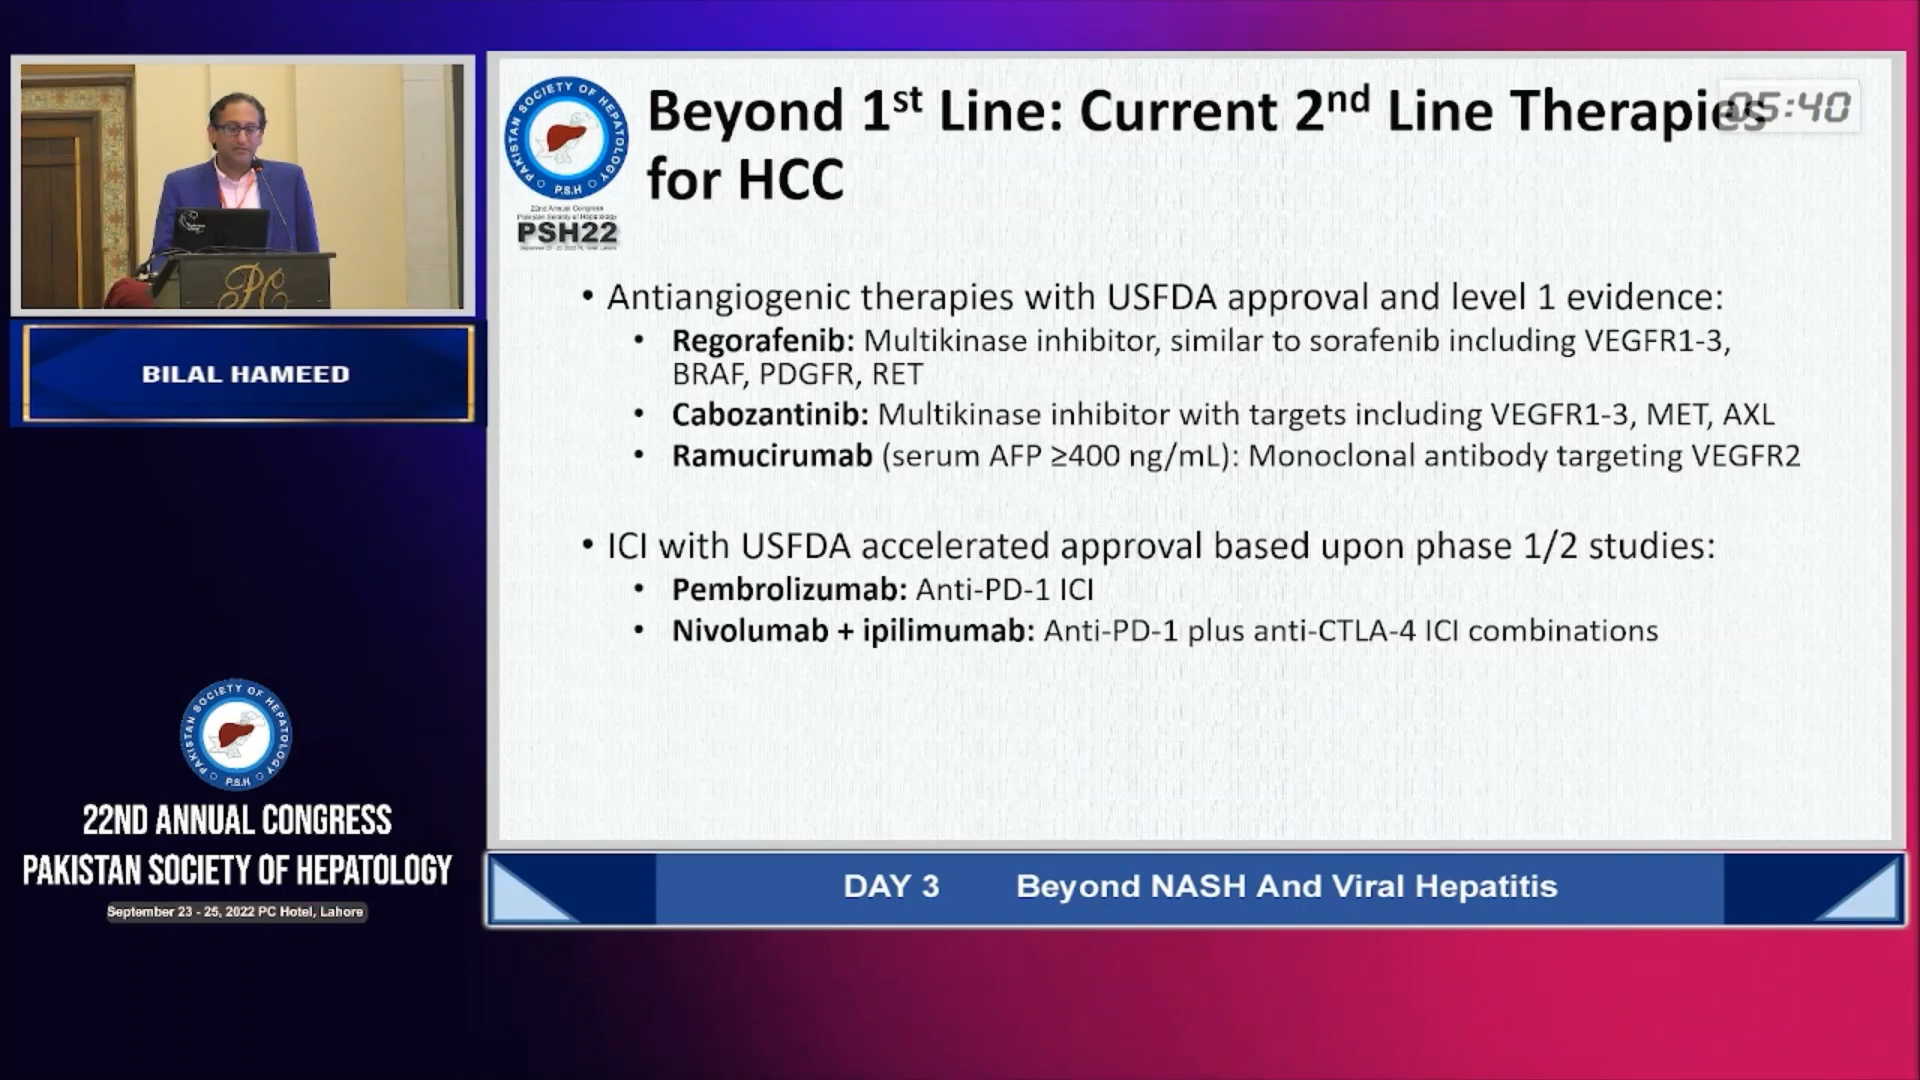 PAKISTAN SOCIETY OF HEPATOLOGY
P.S.H
22nd Annual Congress
Pakistan Society of Hepatology
PSH22
Beyond 1st Line: Current 2nd Line Therapies
for HCC
05:40
• Antiangiogenic therapies with USFDA approval and level 1 evidence:
• Regorafenib: Multikinase inhibitor, similar to sorafenib including VEGFR1-3,
BRAF, PDGFR, RET
• Cabozantinib: Multikinase inhibitor with targets including VEGFR1-3, MET, AXL
• Ramucirumab (serum AFP ≥400 ng/mL): Monoclonal antibody targeting VEGFR2
• ICI with USFDA accelerated approval based upon phase 1/2 studies:
• Pembrolizumab: Anti-PD-1 ICI
• Nivolumab + ipilimumab: Anti-PD-1 plus anti-CTLA-4 ICI combinations
PC
BILAL HAMEED
PAKISTAN SOCIETY OF HEPATOLOGY
P.S.H
22ND ANNUAL CONGRESS
PAKISTAN SOCIETY OF HEPATOLOGY
September 23 - 25, 2022 PC Hotel, Lahore
DAY 3 Beyond NASH And Viral Hepatitis